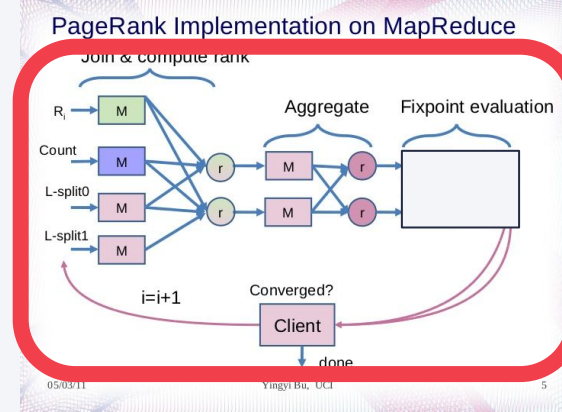 PageRank Implementation on MapReduce
Join & compute rank
Aggregate
Fixpoint evaluation
Ri
M
Count
M
r
M
r
L-split0
M
r
M
r
L-split1
M
i=i+1
Converged?
Client
done
05/03/11
Yingyi Bu, UCI
5